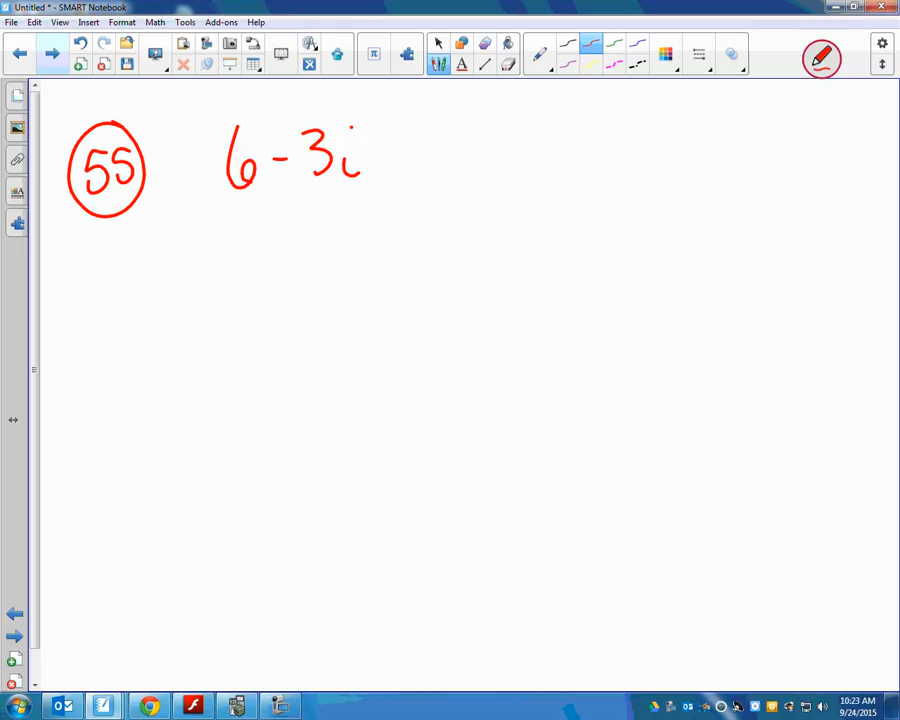 Untitled * - SMART Notebook
File Edit View Insert Format Math Tools Add-ons Help
55 6-3i
10:23 AM
9/24/2015